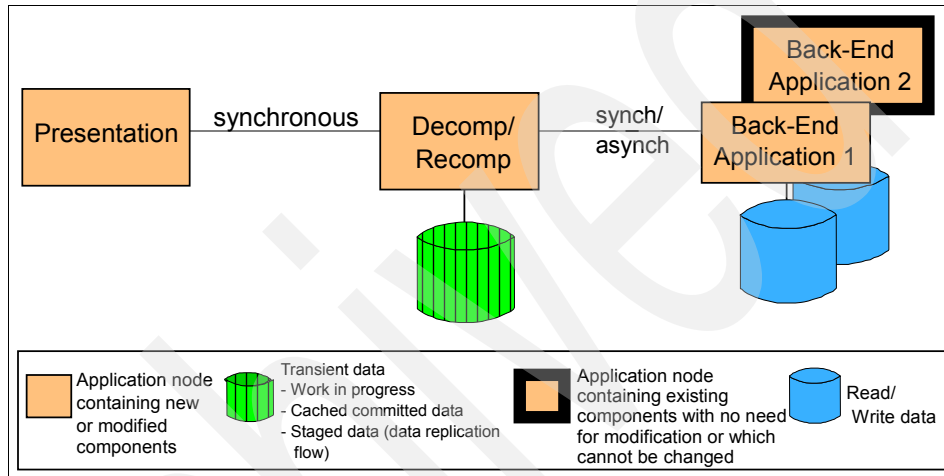 Presentation
synchronous
Decomp/
Recomp
synch/
asynch
Back-End
Application 2
Back-End
Application 1
Application node
containing new
or modified
components
Transient data
- Work in progress
- Cached committed data
- Staged data (data replication
flow)
Application node
containing existing
components with no need
for modification or which
cannot be changed
Read/
Write data